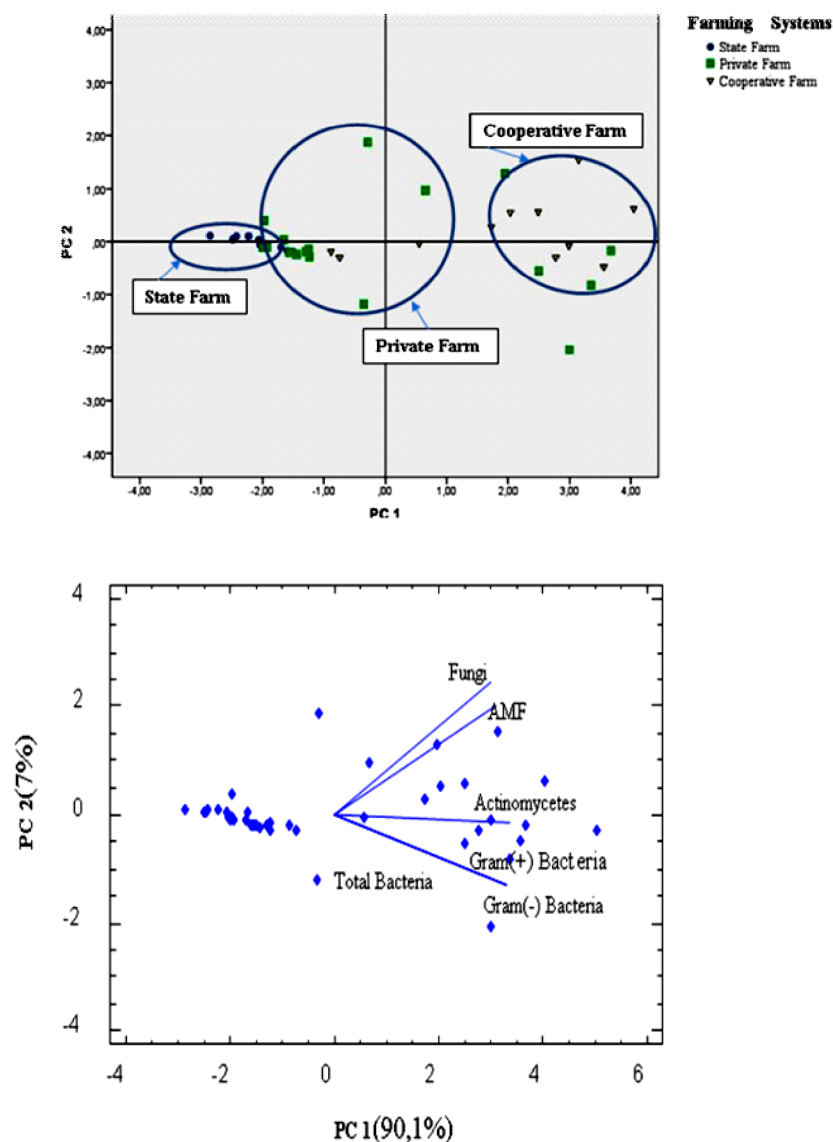 Farming Systems
State Farm
Private Farm
Cooperative Farm
4,00
3,00
2,00
1,00
,00
-1,00
-2,00
-3,00
-4,00
PC 2
Cooperative Farm
State Farm
Private Farm
-4,00
-3,00
-2,00
-1,00
,00
1,00
2,00
3,00
4,00
PC 1
4
2
0
-2
-4
PC 2(7%)
Fungi
AMF
Actinomycetes
Gram(+) Bacteria
Total Bacteria
Gram(-) Bacteria
-4
-2
0
2
4
6
PC 1(90,1%)